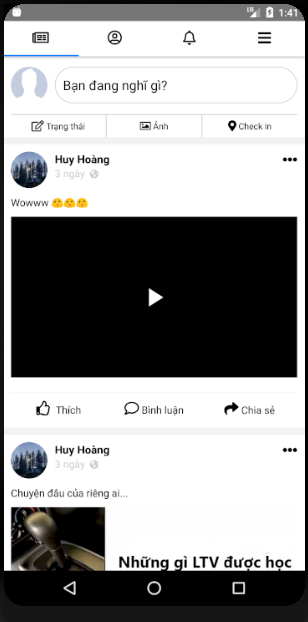 LTE 1:41
Bạn đang nghĩ gì?
Trạng thái Ảnh Check in
Huy Hoàng
3 ngày
Wowww 🤫🤫🤫
Thích Bình luận Chia sẻ
Huy Hoàng
3 ngày
Chuyện đâu của riêng ai...
Những gì LTV được học